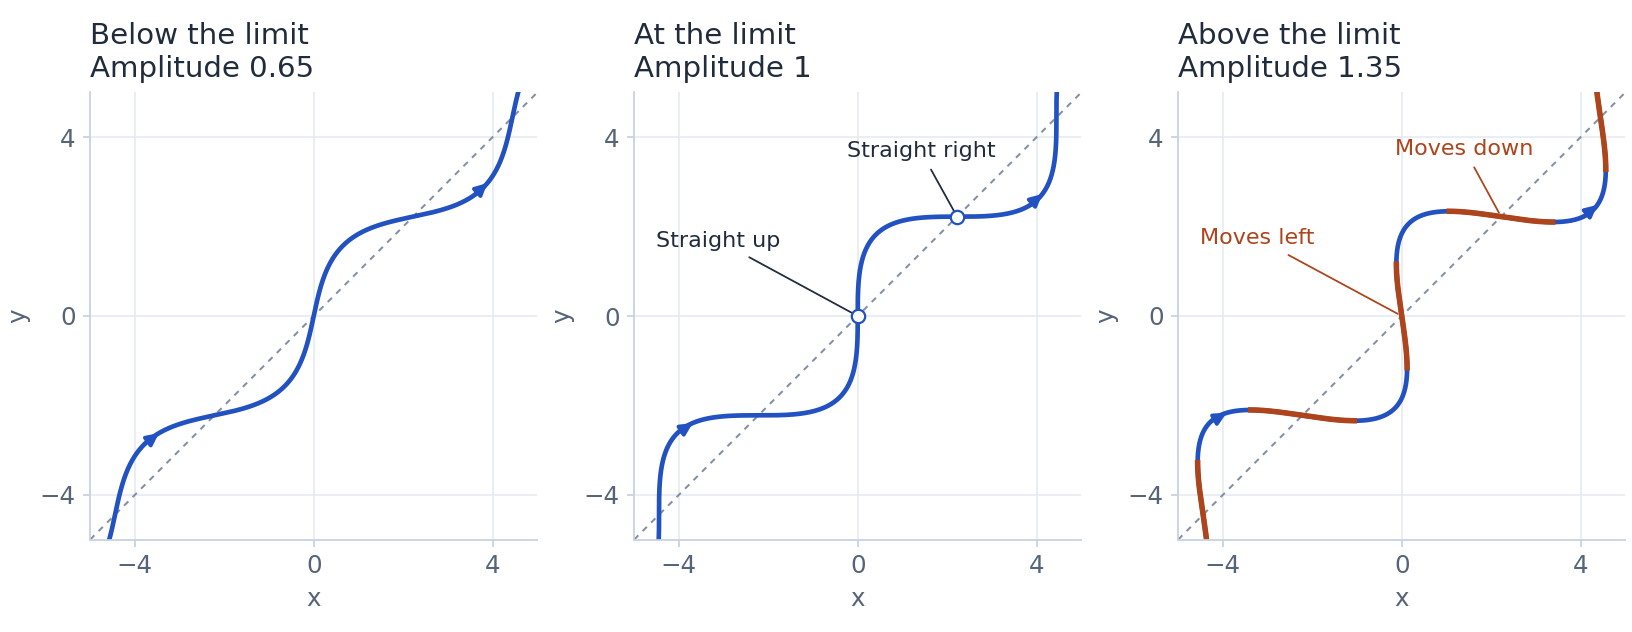 Below the limit
Amplitude 0.65
y
4
0
−4
−4
0
4
x
At the limit
Amplitude 1
Straight right
Straight up
y
4
0
−4
−4
0
4
x
Above the limit
Amplitude 1.35
Moves down
Moves left
y
4
0
−4
−4
0
4
x